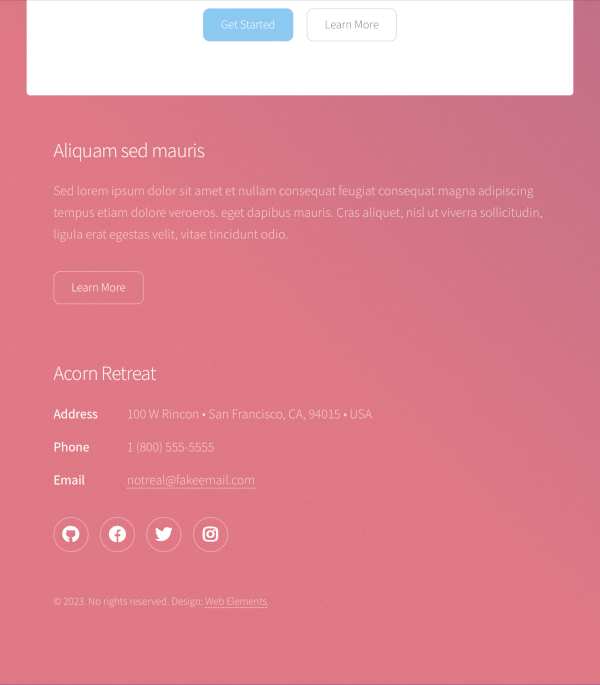 Get Started
Learn More
Aliquam sed mauris
Sed lorem ipsum dolor sit amet et nullam consequat feugiat consequat magna adipiscing
tempus etiam dolore veroeros. eget dapibus mauris. Cras aliquet, nisl ut viverra sollicitudin,
ligula erat egestas velit, vitae tincidunt odio.
Learn More
Acorn Retreat
Address 100 W Rincon • San Francisco, CA, 94015 • USA
Phone 1 (800) 555-5555
Email notreal@fakeemail.com
© 2023. No rights reserved. Design: Web Elements.